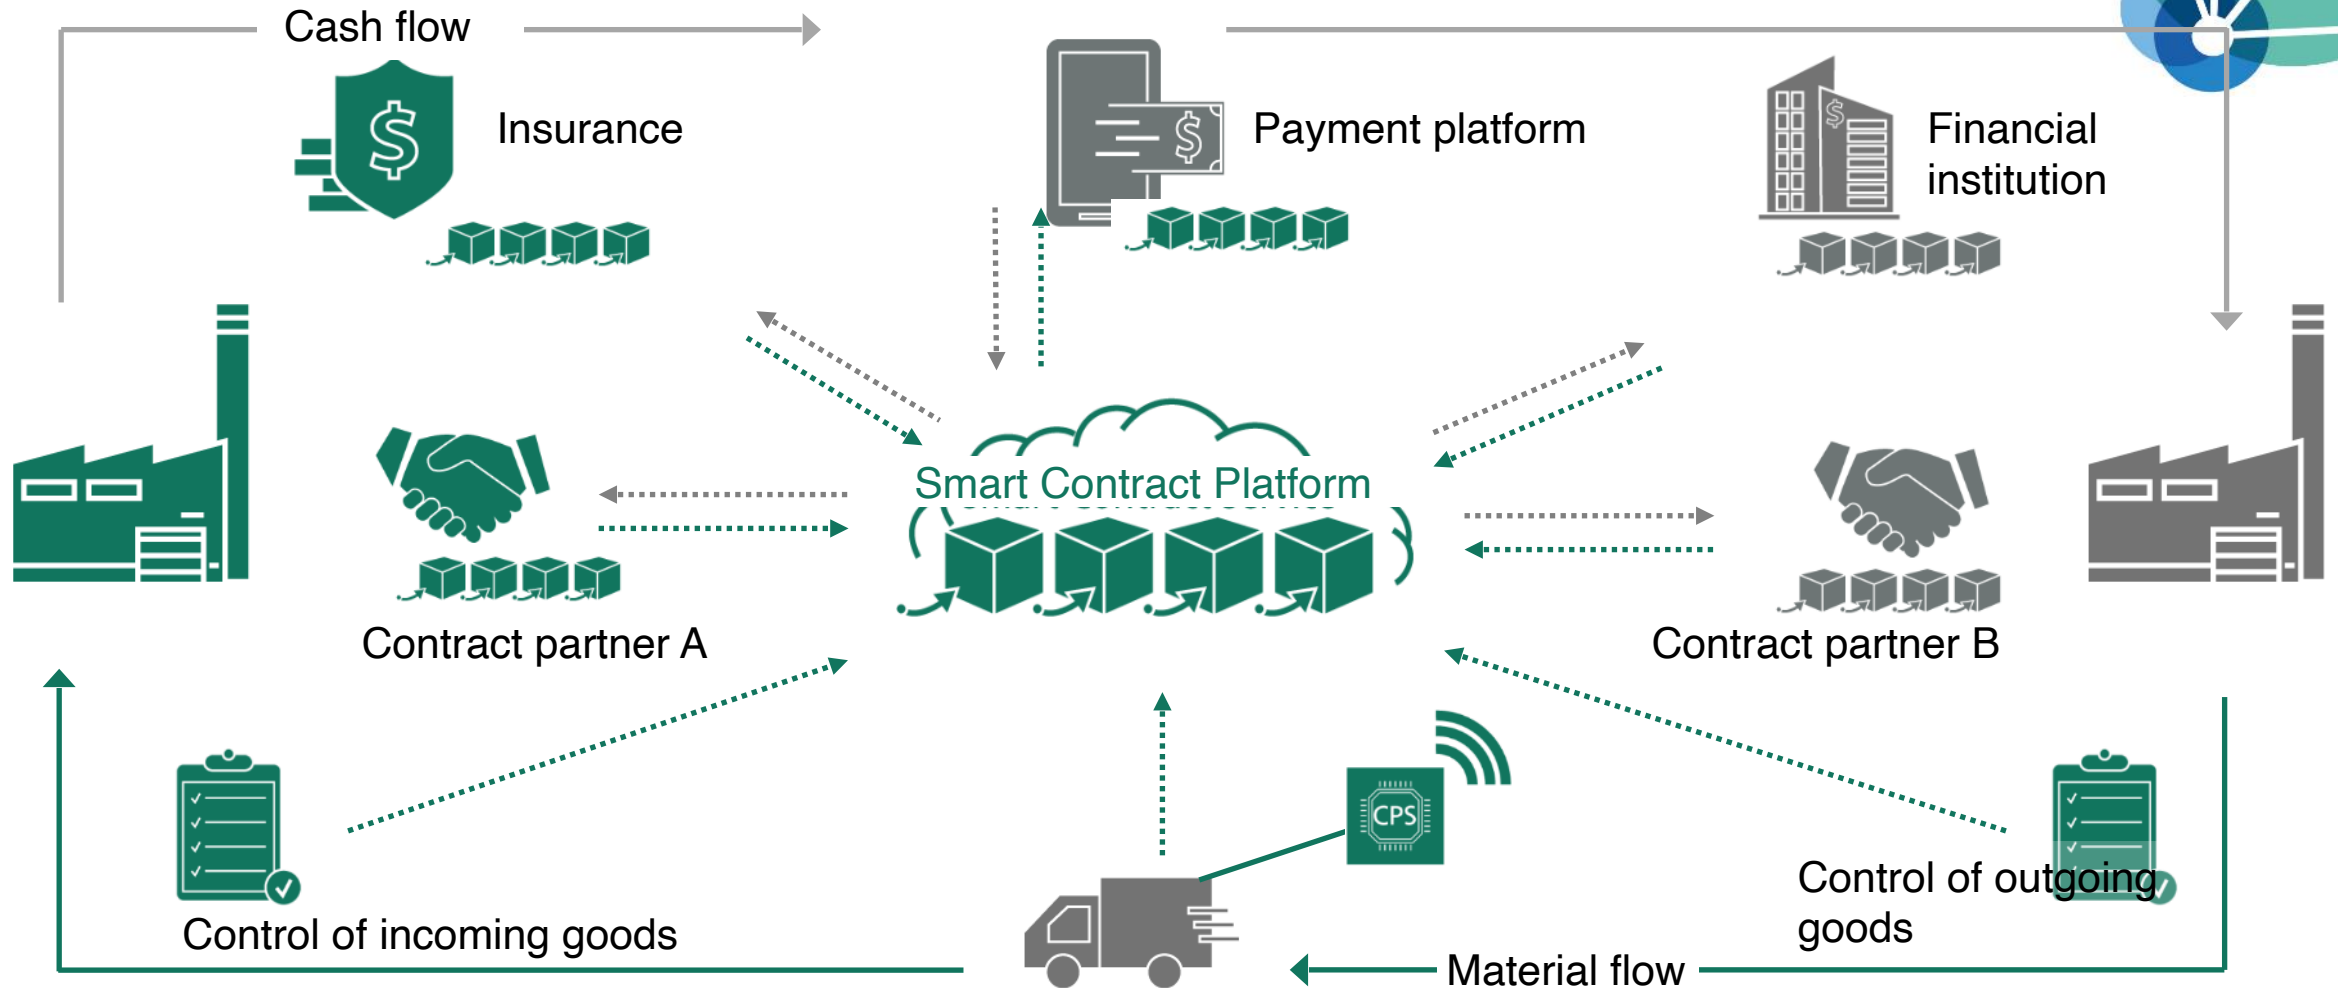 Cash flow
Insurance
$
Payment platform
$
Financial
institution
$
Smart Contract Platform
Contract partner A
Contract partner B
CPS
Control of incoming goods
Control of outgoing
goods
Material flow